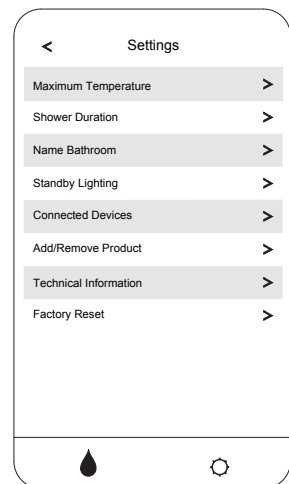 Settings
Maximum Temperature
Shower Duration
Name Bathroom
Standby Lighting
Connected Devices
Add/Remove Product
Technical Information
Factory Reset